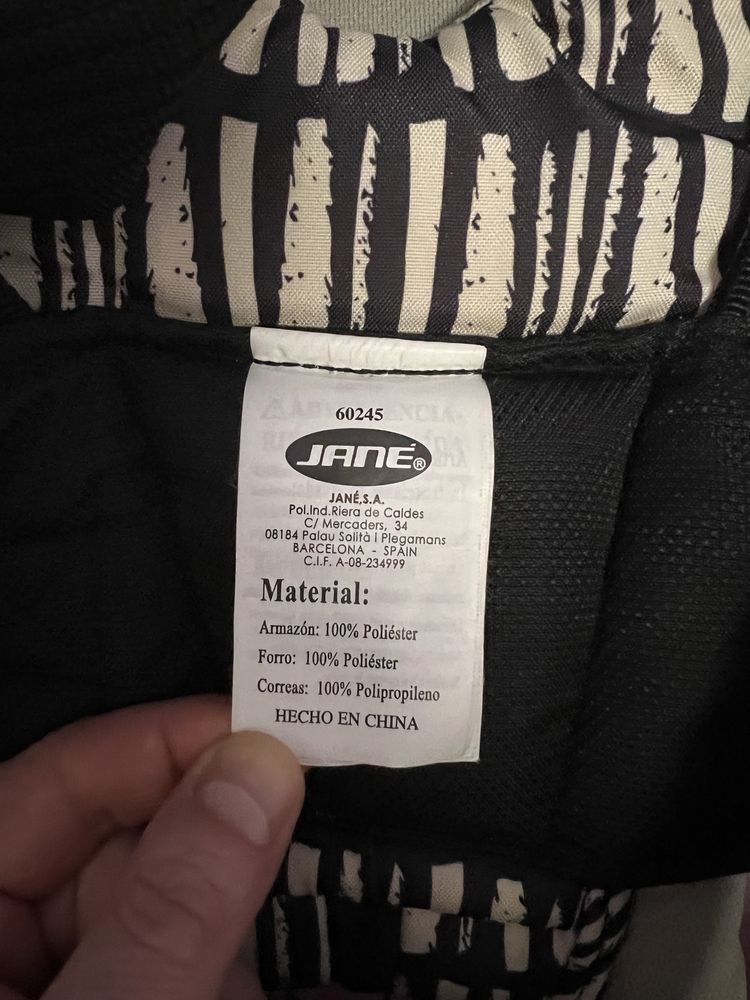 60245
JANÉ®
JANÉ,S.A.
Pol.Ind.Riera de Caldes
C/ Mercaders, 34
08184 Palau Solità i Plegamans
BARCELONA - SPAIN
C.I.F. A-08-234999
Material:
Armazón: 100% Poliéster
Forro: 100% Poliéster
Correas: 100% Polipropileno
HECHO EN CHINA